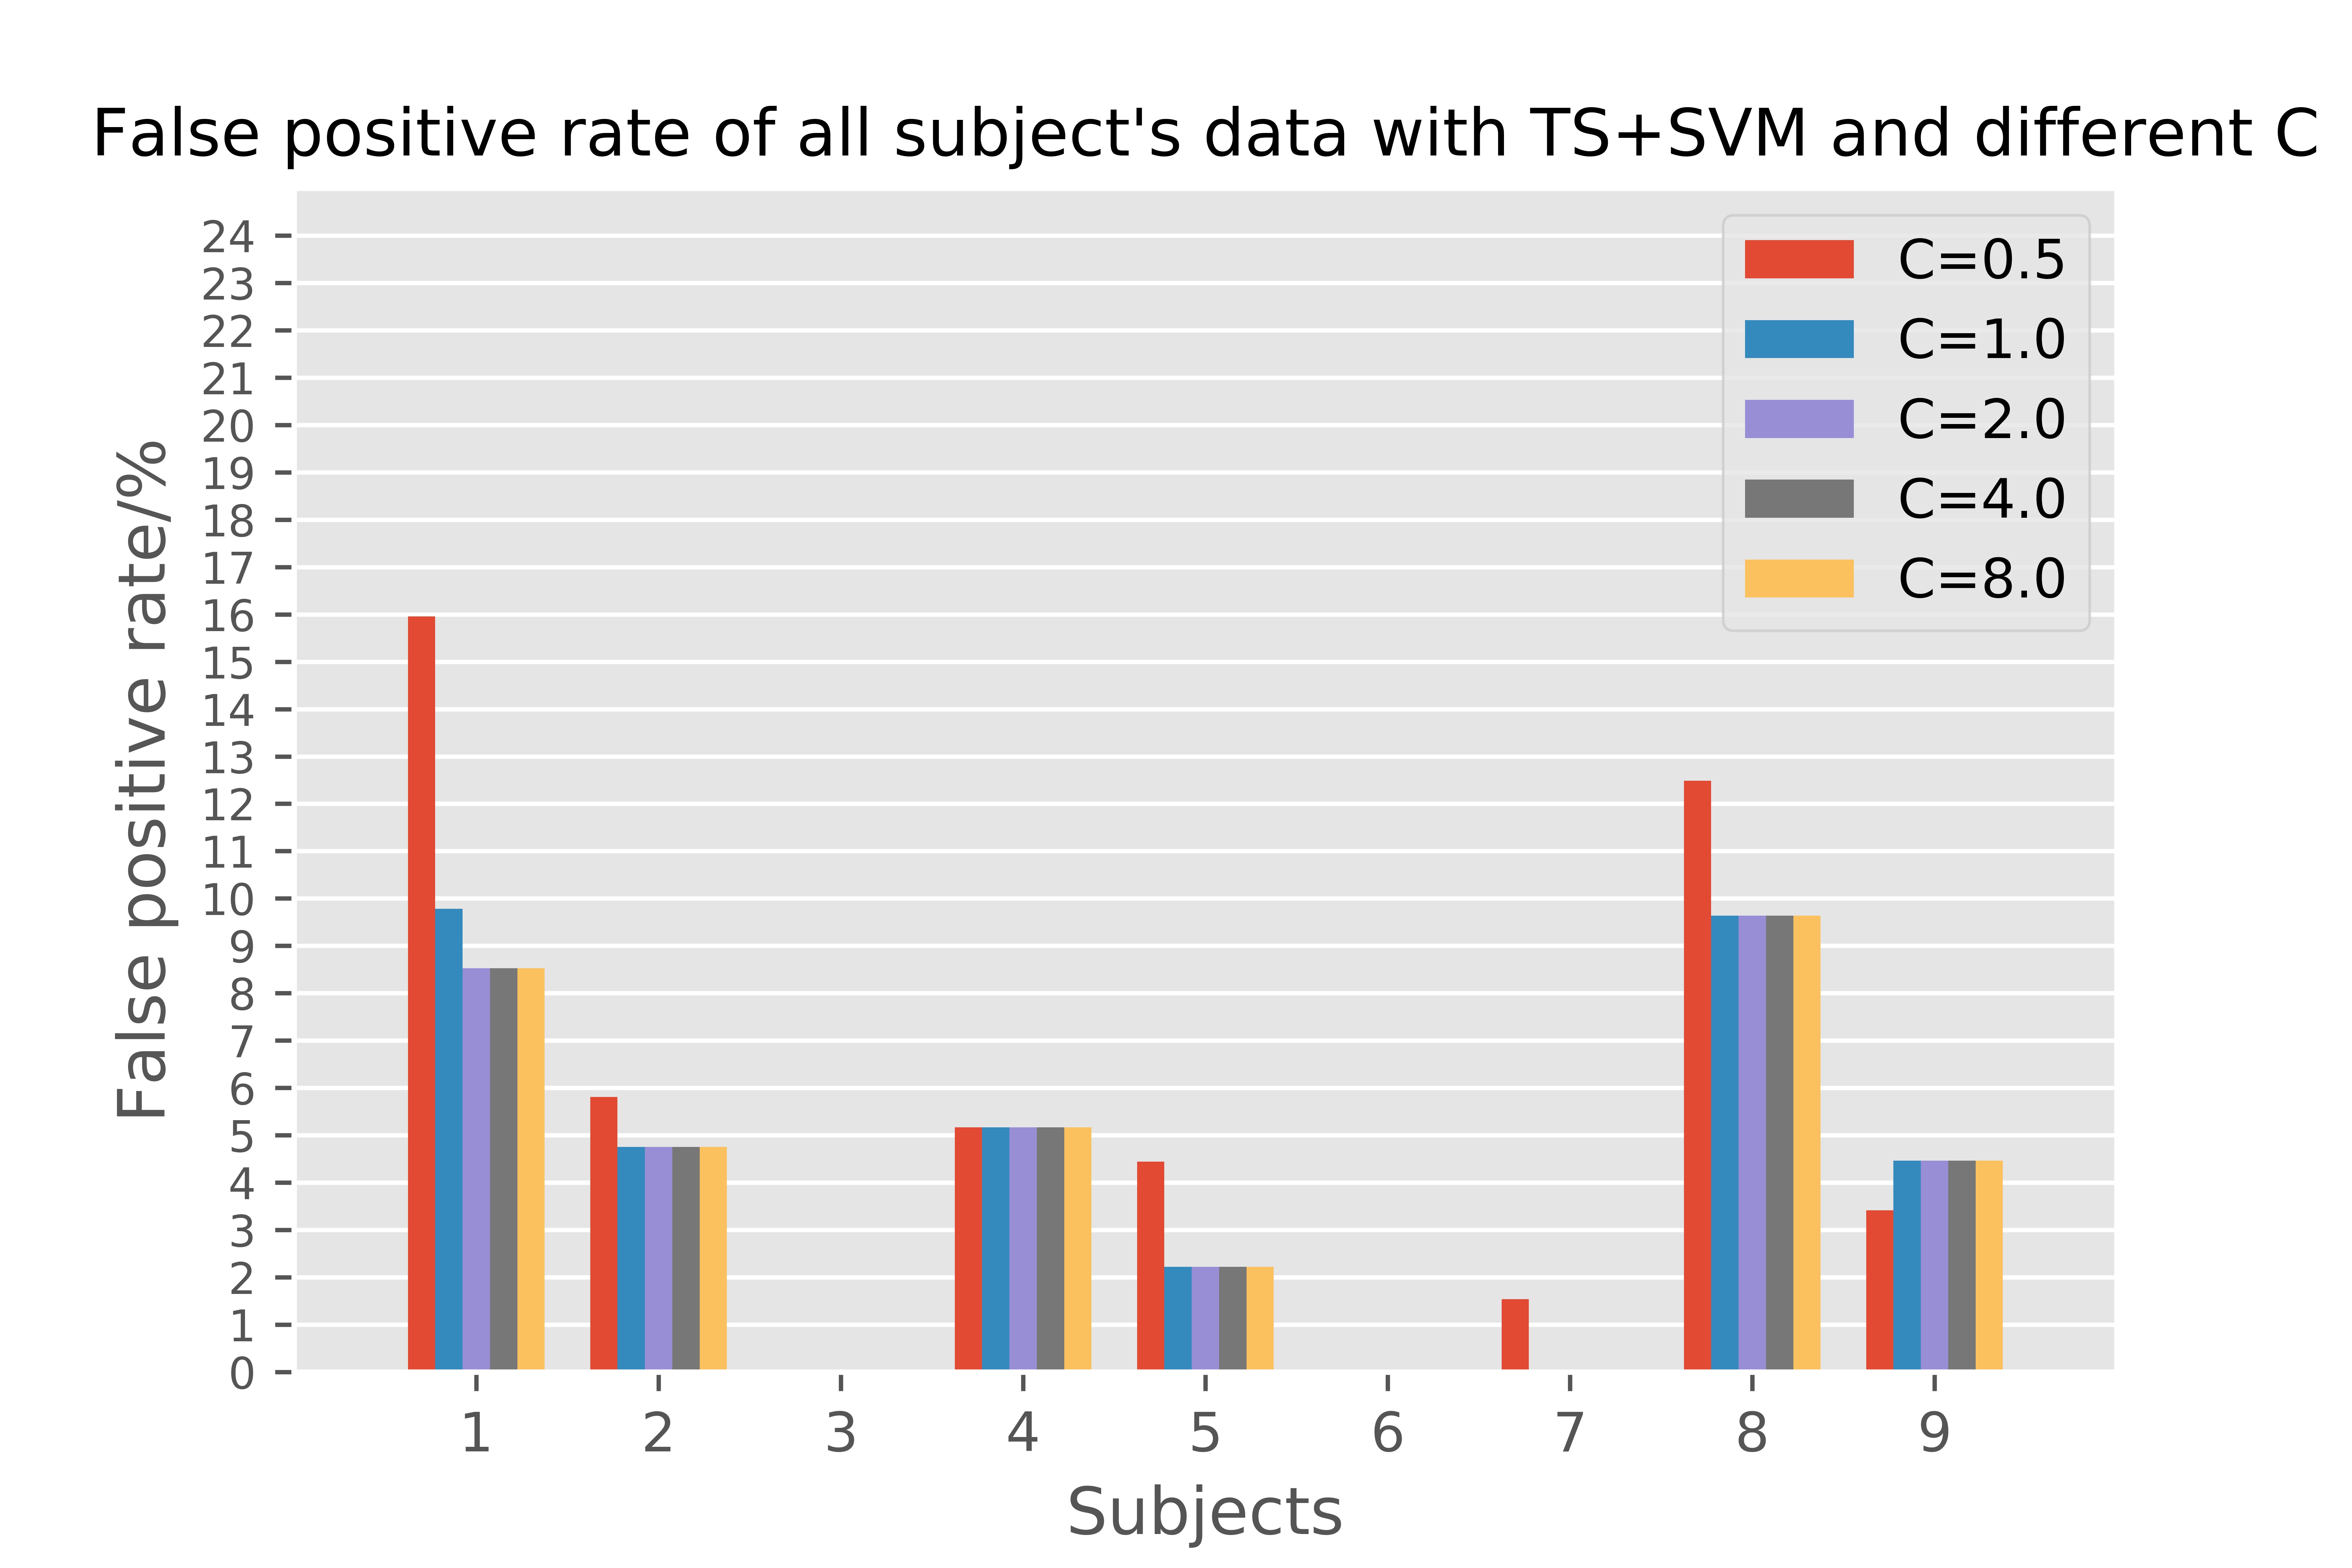 False positive rate of all subject's data with TS+SVM and different C
False positive rate/%
24
23
22
21
20
19
18
17
16
15
14
13
12
11
10
9
8
7
6
5
4
3
2
1
0
C=0.5
C=1.0
C=2.0
C=4.0
C=8.0
1 2 3 4 5 6 7 8 9
Subjects